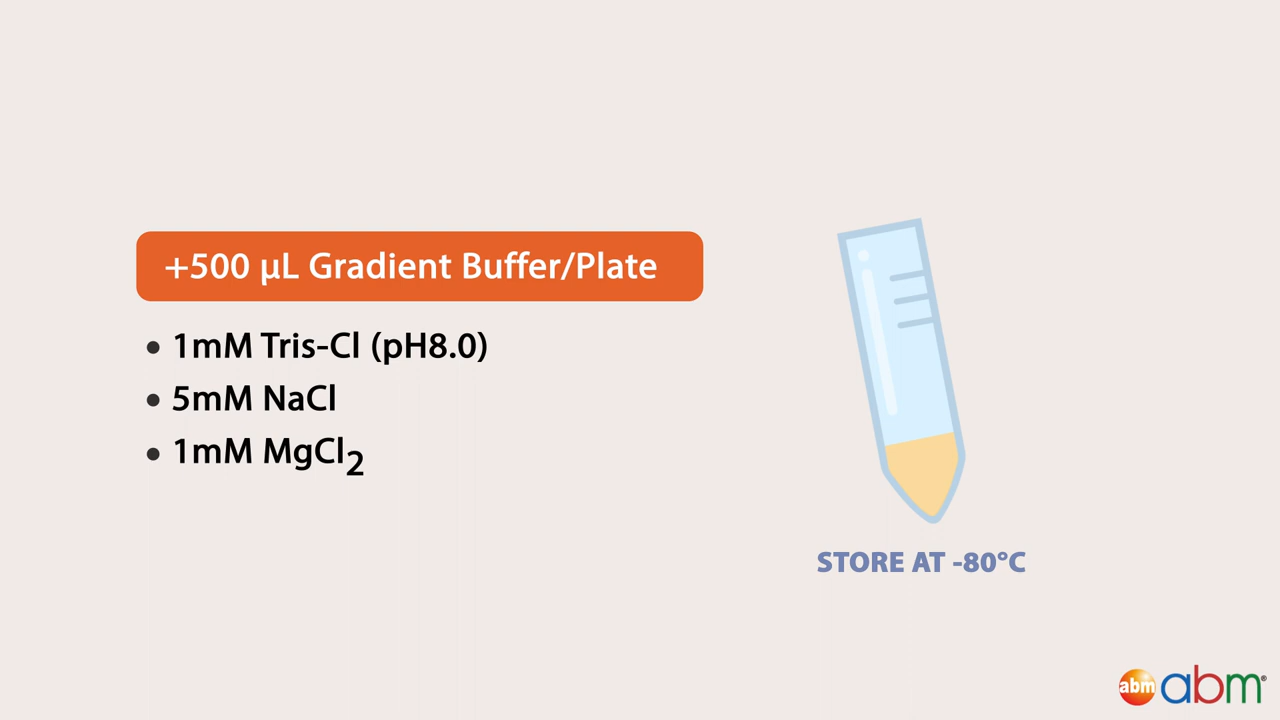 +500 µL Gradient Buffer/Plate
• 1mM Tris-Cl (pH8.0)
• 5mM NaCl
• 1mM MgCl₂
STORE AT -80°C
abm abm®